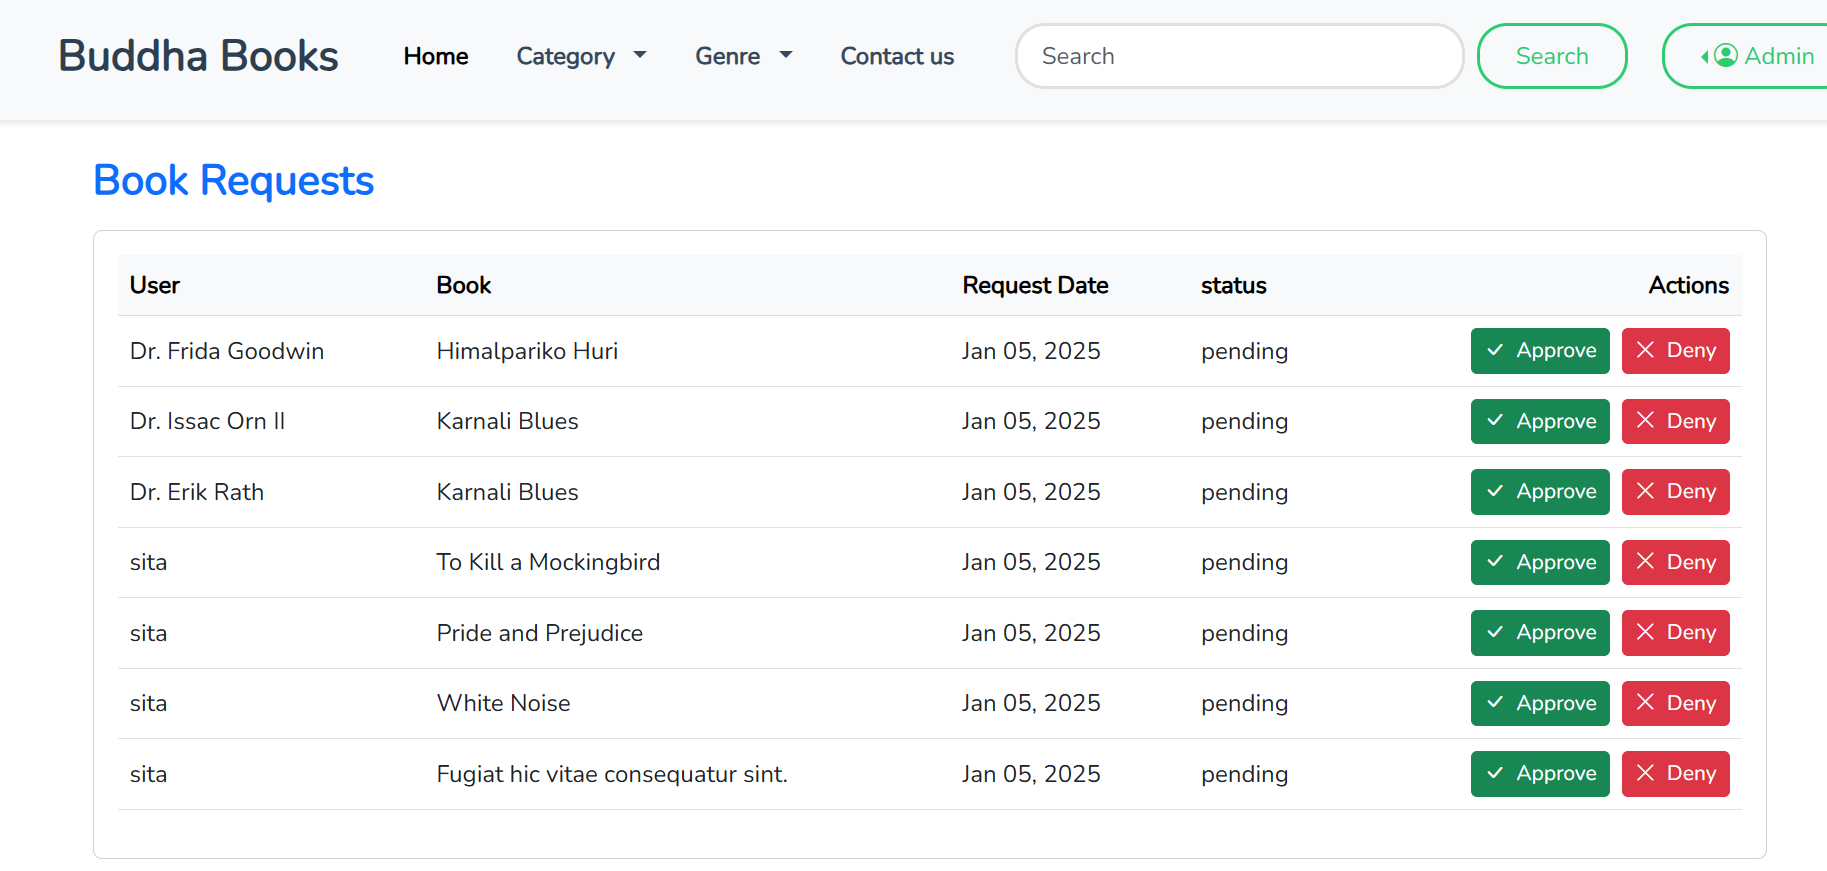 Buddha Books Home Category Genre Contact us Search Search Admin
Book Requests
User Book Request Date status Actions
Dr. Frida Goodwin Himalpariko Huri Jan 05, 2025 pending Approve Deny
Dr. Issac Orn II Karnali Blues Jan 05, 2025 pending Approve Deny
Dr. Erik Rath Karnali Blues Jan 05, 2025 pending Approve Deny
sita To Kill a Mockingbird Jan 05, 2025 pending Approve Deny
sita Pride and Prejudice Jan 05, 2025 pending Approve Deny
sita White Noise Jan 05, 2025 pending Approve Deny
sita Fugiat hic vitae consequatur sint. Jan 05, 2025 pending Approve Deny